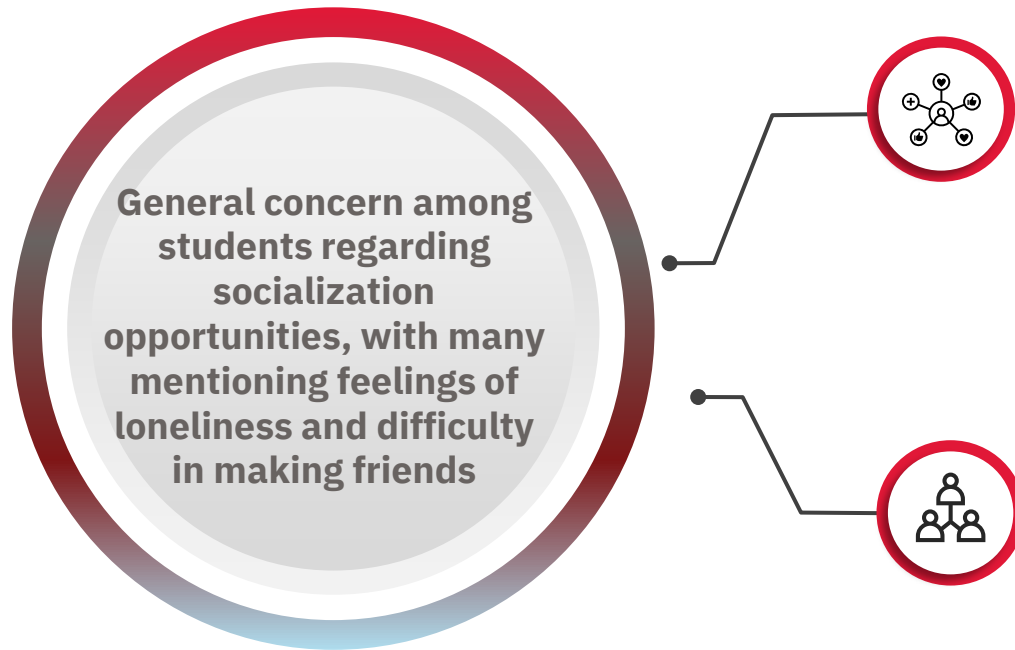 General concern among
students regarding
socialization
opportunities, with many
mentioning feelings of
loneliness and difficulty
in making friends